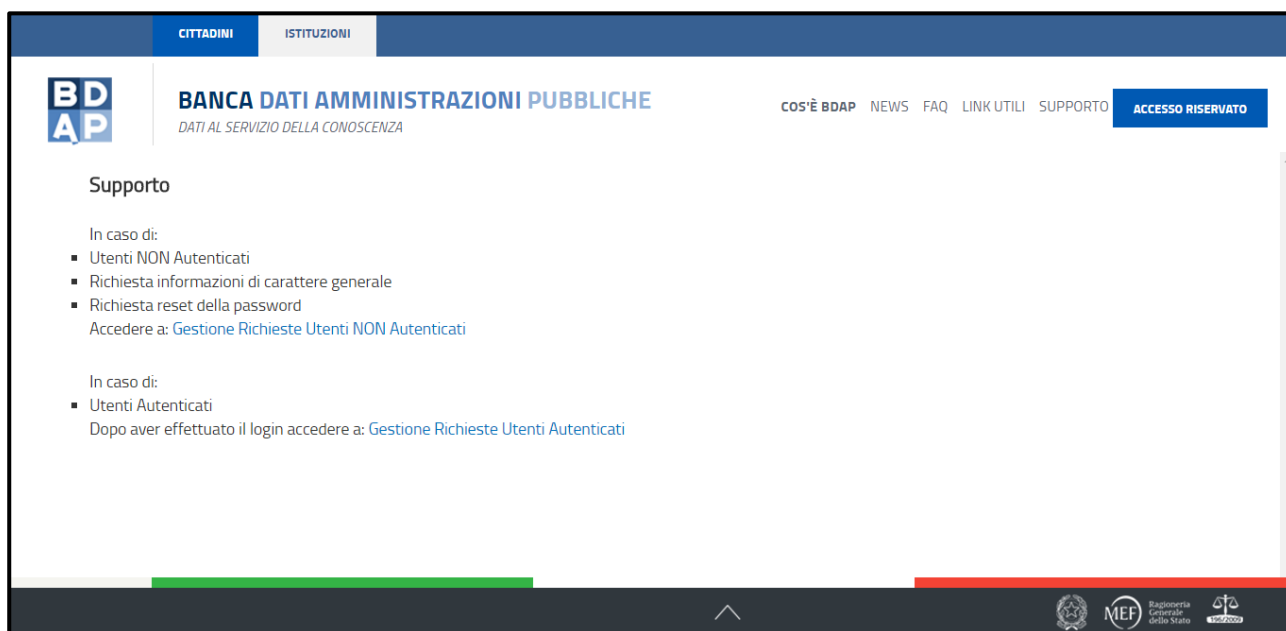 CITTADINI
ISTITUZIONI
BD
AP
BANCA DATI AMMINISTRAZIONI PUBBLICHE
DATI AL SERVIZIO DELLA CONOSCENZA
COS'È BDAP NEWS FAQ LINK UTILI SUPPORTO ACCESSO RISERVATO
Supporto
In caso di:
Utenti NON Autenticati
Richiesta informazioni di carattere generale
Richiesta reset della password
Accedere a: Gestione Richieste Utenti NON Autenticati
In caso di:
Utenti Autenticati
Dopo aver effettuato il login accedere a: Gestione Richieste Utenti Autenticati
MEF
Ragioneria
Generale
dello Stato
196/2009